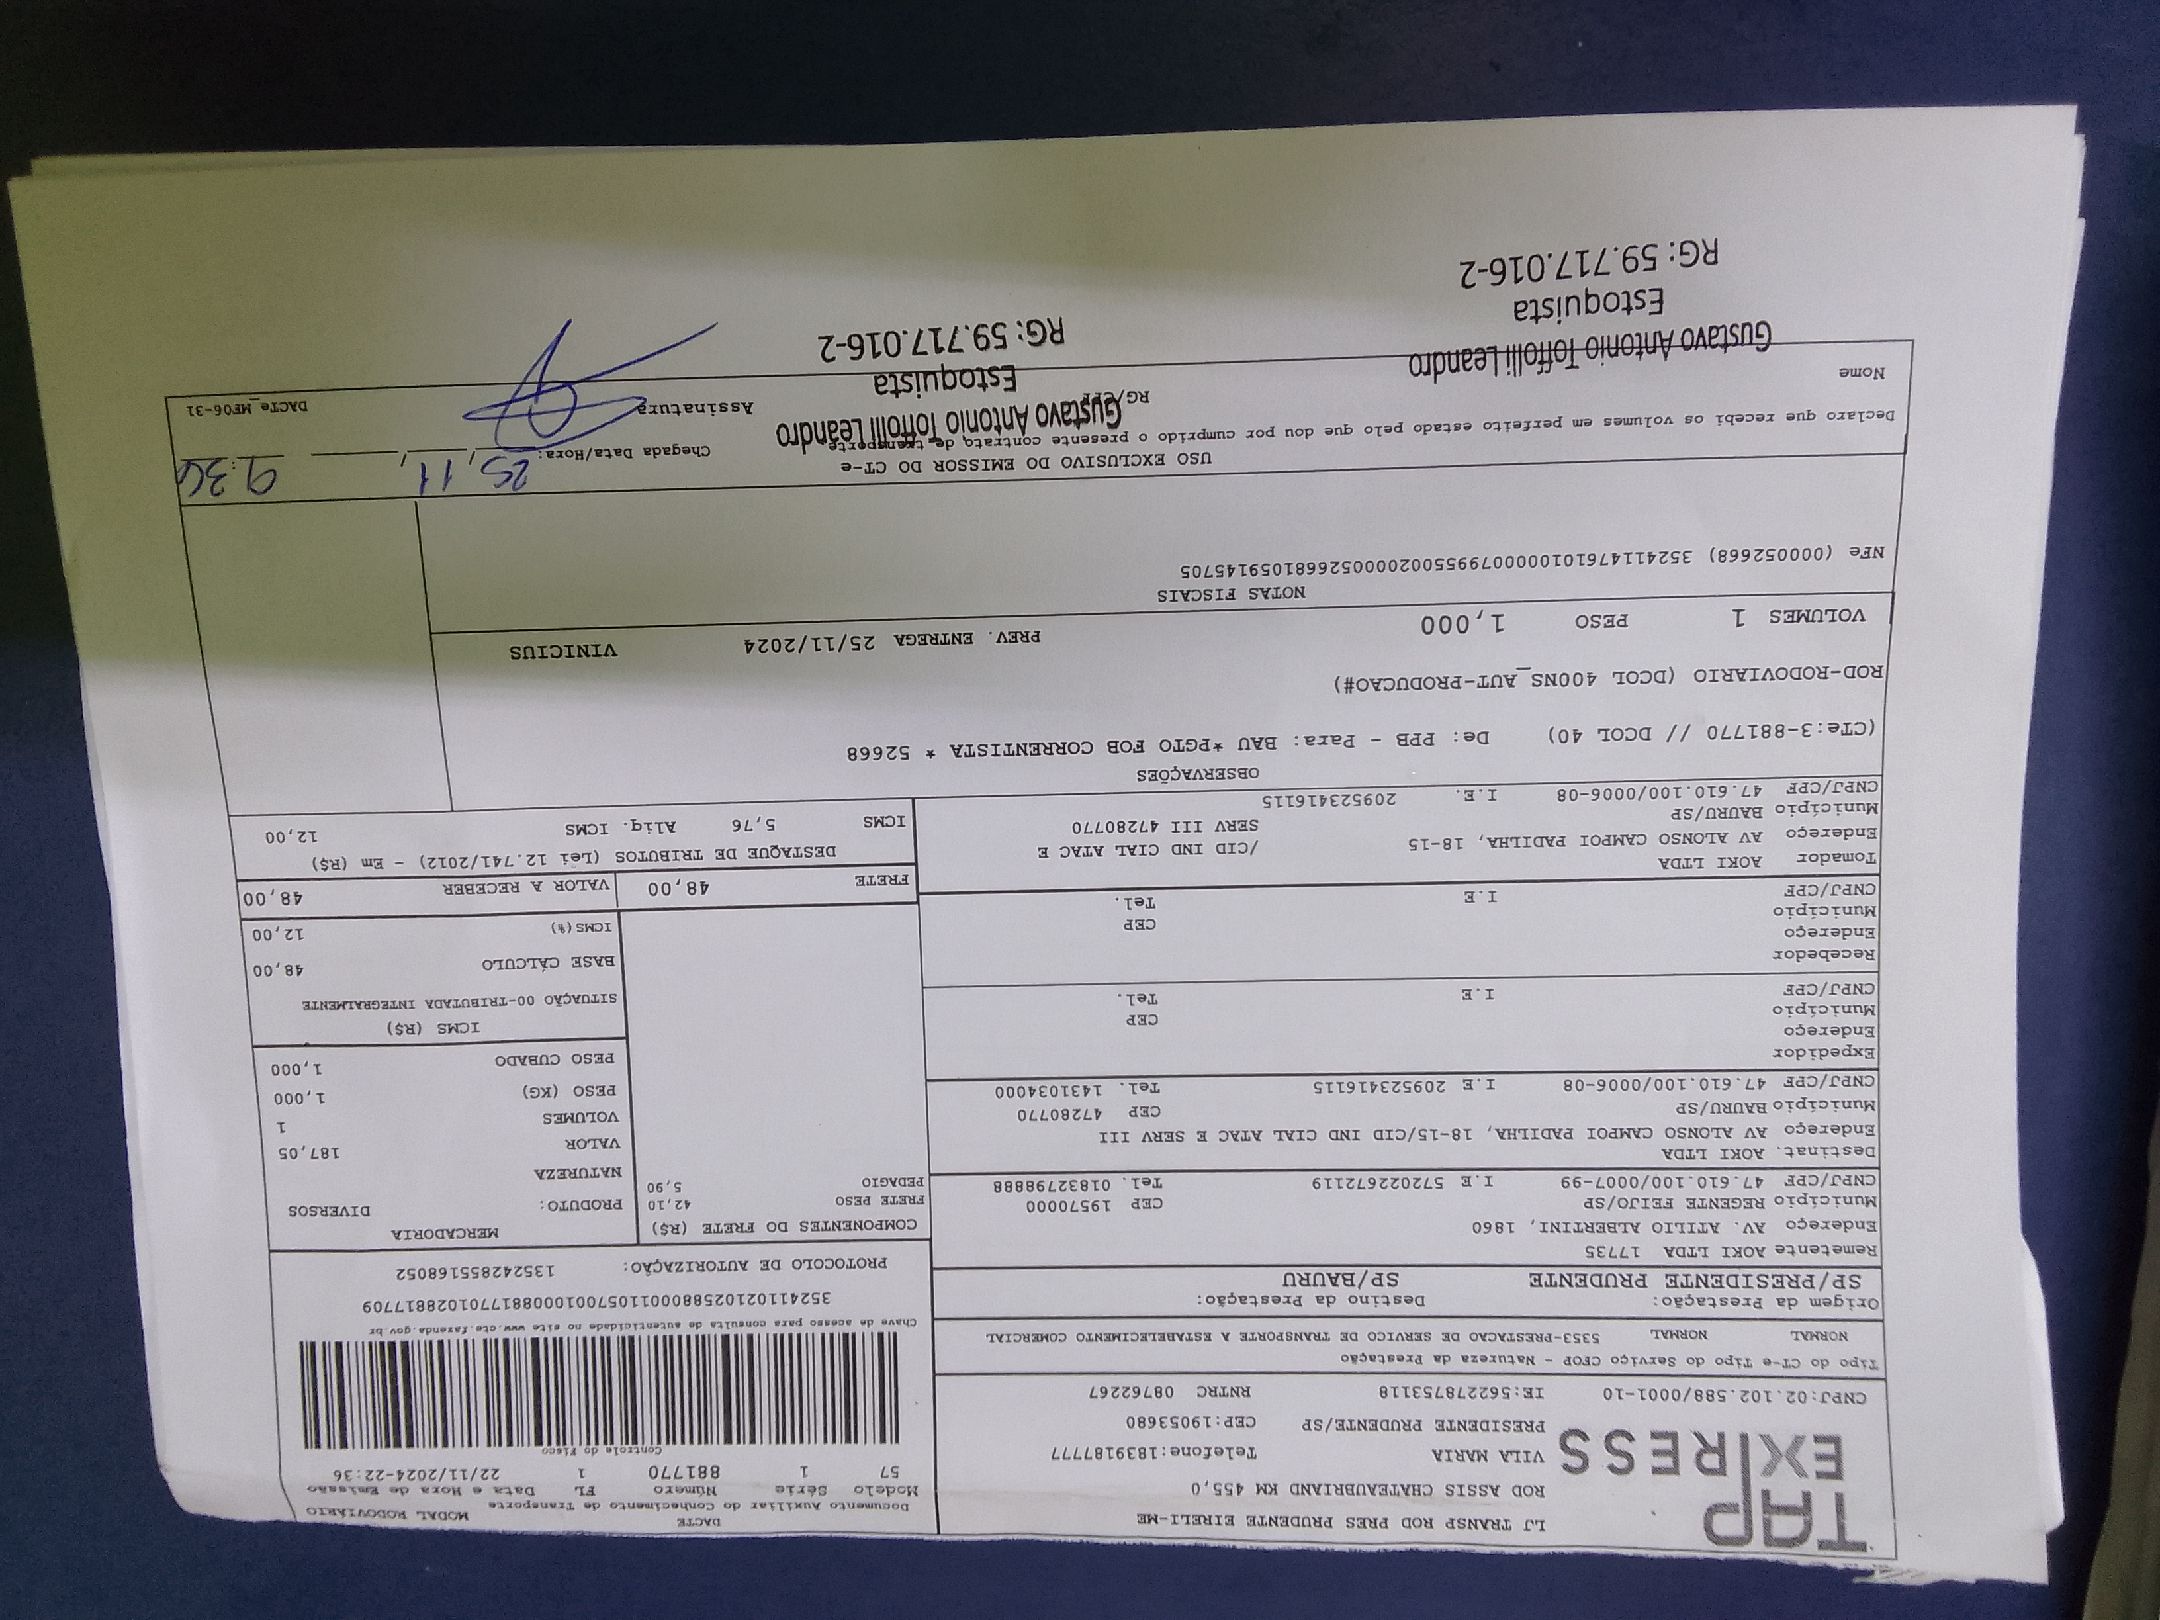 TAP
EXPRESS
LJ TRANSP ROD PRES PRUDENTE EIRELI-ME
ROD ASSIS CHATEAUBRIAND KM 455,0
VILA MARIA Telefone:1839187777
PRESIDENTE PRUDENTE/SP CEP:19053680
CNPJ:02.102.588/0001-10 IE:562278753118 RNTRC 08762267
DACTE MODAL RODOVIÁRIO
Documento Auxiliar do Conhecimento de Transporte
Modelo Série Número FL Data e Hora de Emissão
57 1 881770 1 22/11/2024-22:36
Controle do Fisco
Chave de acesso para consulta de autenticidade no site www.cte.fazenda.gov.br
35241102102588000110570010008817701028817709
PROTOCOLO DE AUTORIZAÇÃO: 135242855168052
Tipo do CT-e Tipo do Serviço CFOP - Natureza da Prestação
NORMAL NORMAL 5353-PRESTACAO DE SERVICO DE TRANSPORTE A ESTABELECIMENTO COMERCIAL
Origem da Prestação: Destino da Prestação:
SP/PRESIDENTE PRUDENTE SP/BAURU
Remetente AOKI LTDA 17735
Endereço AV. ATILIO ALBERTINI, 1860
Município REGENTE FEIJO/SP CEP 19570000
CNPJ/CPF 47.610.100/0007-99 I.E 572022672119 Tel. 01832798888
Destinat. AOKI LTDA
Endereço AV ALONSO CAMPOI PADILHA, 18-15/CID IND CIAL ATAC E SERV III
Município BAURU/SP CEP 47280770
CNPJ/CPF 47.610.100/0006-08 I.E 209523416115 Tel. 1431034000
Expedidor
Endereço
Município CEP
CNPJ/CPF I.E Tel.
Recebedor
Endereço
Município CEP
CNPJ/CPF I.E Tel.
Tomador AOKI LTDA
Endereço AV ALONSO CAMPOI PADILHA, 18-15 /CID IND CIAL ATAC E
Município BAURU/SP SERV III 47280770
CNPJ/CPF 47.610.100/0006-08 I.E. 209523416115
COMPONENTES DO FRETE (R$)
FRETE PESO 42,10
PEDAGIO 5,90
MERCADORIA
PRODUTO: DIVERSOS
NATUREZA
VALOR 187,05
VOLUMES 1
PESO (KG) 1,000
PESO CUBADO 1,000
ICMS (R$)
SITUAÇÃO 00-TRIBUTADA INTEGRALMENTE
BASE CÁLCULO 48,00
ICMS(%) 12,00
FRETE 48,00 VALOR A RECEBER 48,00
DESTAQUE DE TRIBUTOS (Lei 12.741/2012) - Em (R$)
ICMS 5,76 Aliq. ICMS 12,00
OBSERVAÇÕES
(CTe:3-881770 // DCOL 40) De: PPB - Para: BAU *PGTO FOB CORRENTISTA * 52668
ROD-RODOVIARIO (DCOL 400NS_AUT-PRODUCAO#)
VOLUMES 1 PESO 1,000 PREV. ENTREGA 25/11/2024 VINICIUS
NOTAS FISCAIS
NFe (000052668) 35241147610100000799550020000526681059145705
USO EXCLUSIVO DO EMISSOR DO CT-e
Declaro que recebi os volumes em perfeito estado pelo que dou por cumprido o presente contrato de transporte.
Chegada Data/Hora: 25/11 9:36
Nome RG/CPF Assinatura DACTe_MF06-31
Gustavo Antonio Toffolli Leandro
Estoquista
RG: 59.717.016-2
Gustavo Antonio Toffolli Leandro
Estoquista
RG: 59.717.016-2